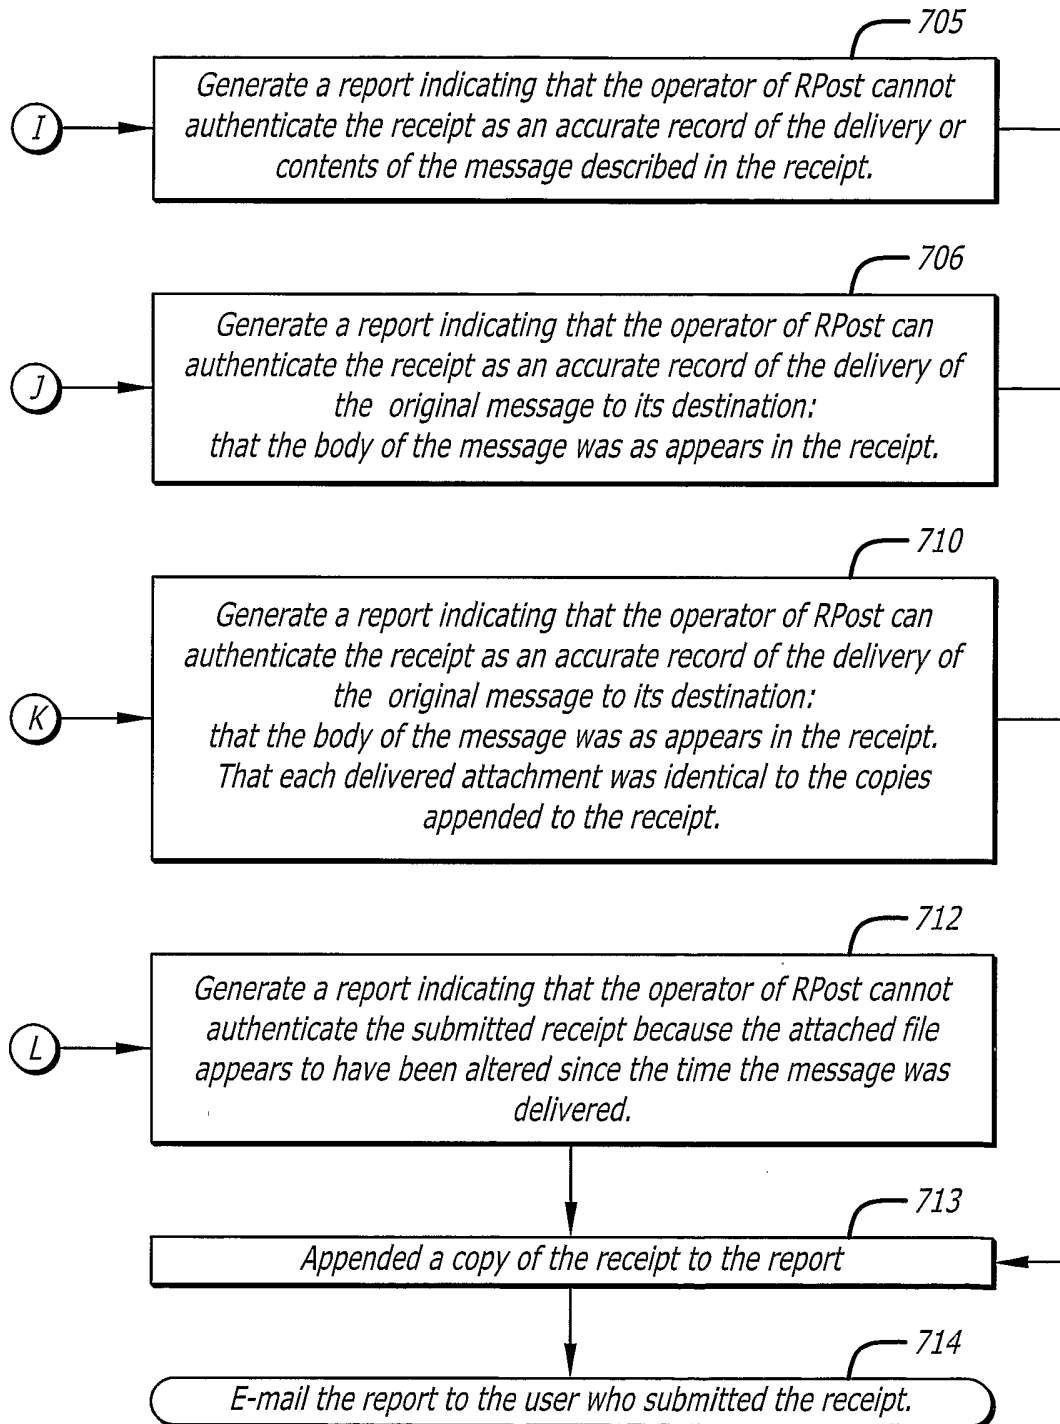 705
Generate a report indicating that the operator of RPost cannot
authenticate the receipt as an accurate record of the delivery or
contents of the message described in the receipt.
I
706
Generate a report indicating that the operator of RPost can
authenticate the receipt as an accurate record of the delivery of
the original message to its destination:
that the body of the message was as appears in the receipt.
J
710
Generate a report indicating that the operator of RPost can
authenticate the receipt as an accurate record of the delivery of
the original message to its destination:
that the body of the message was as appears in the receipt.
That each delivered attachment was identical to the copies
appended to the receipt.
K
712
Generate a report indicating that the operator of RPost cannot
authenticate the submitted receipt because the attached file
appears to have been altered since the time the message was
delivered.
L
713
Appended a copy of the receipt to the report
714
E-mail the report to the user who submitted the receipt.